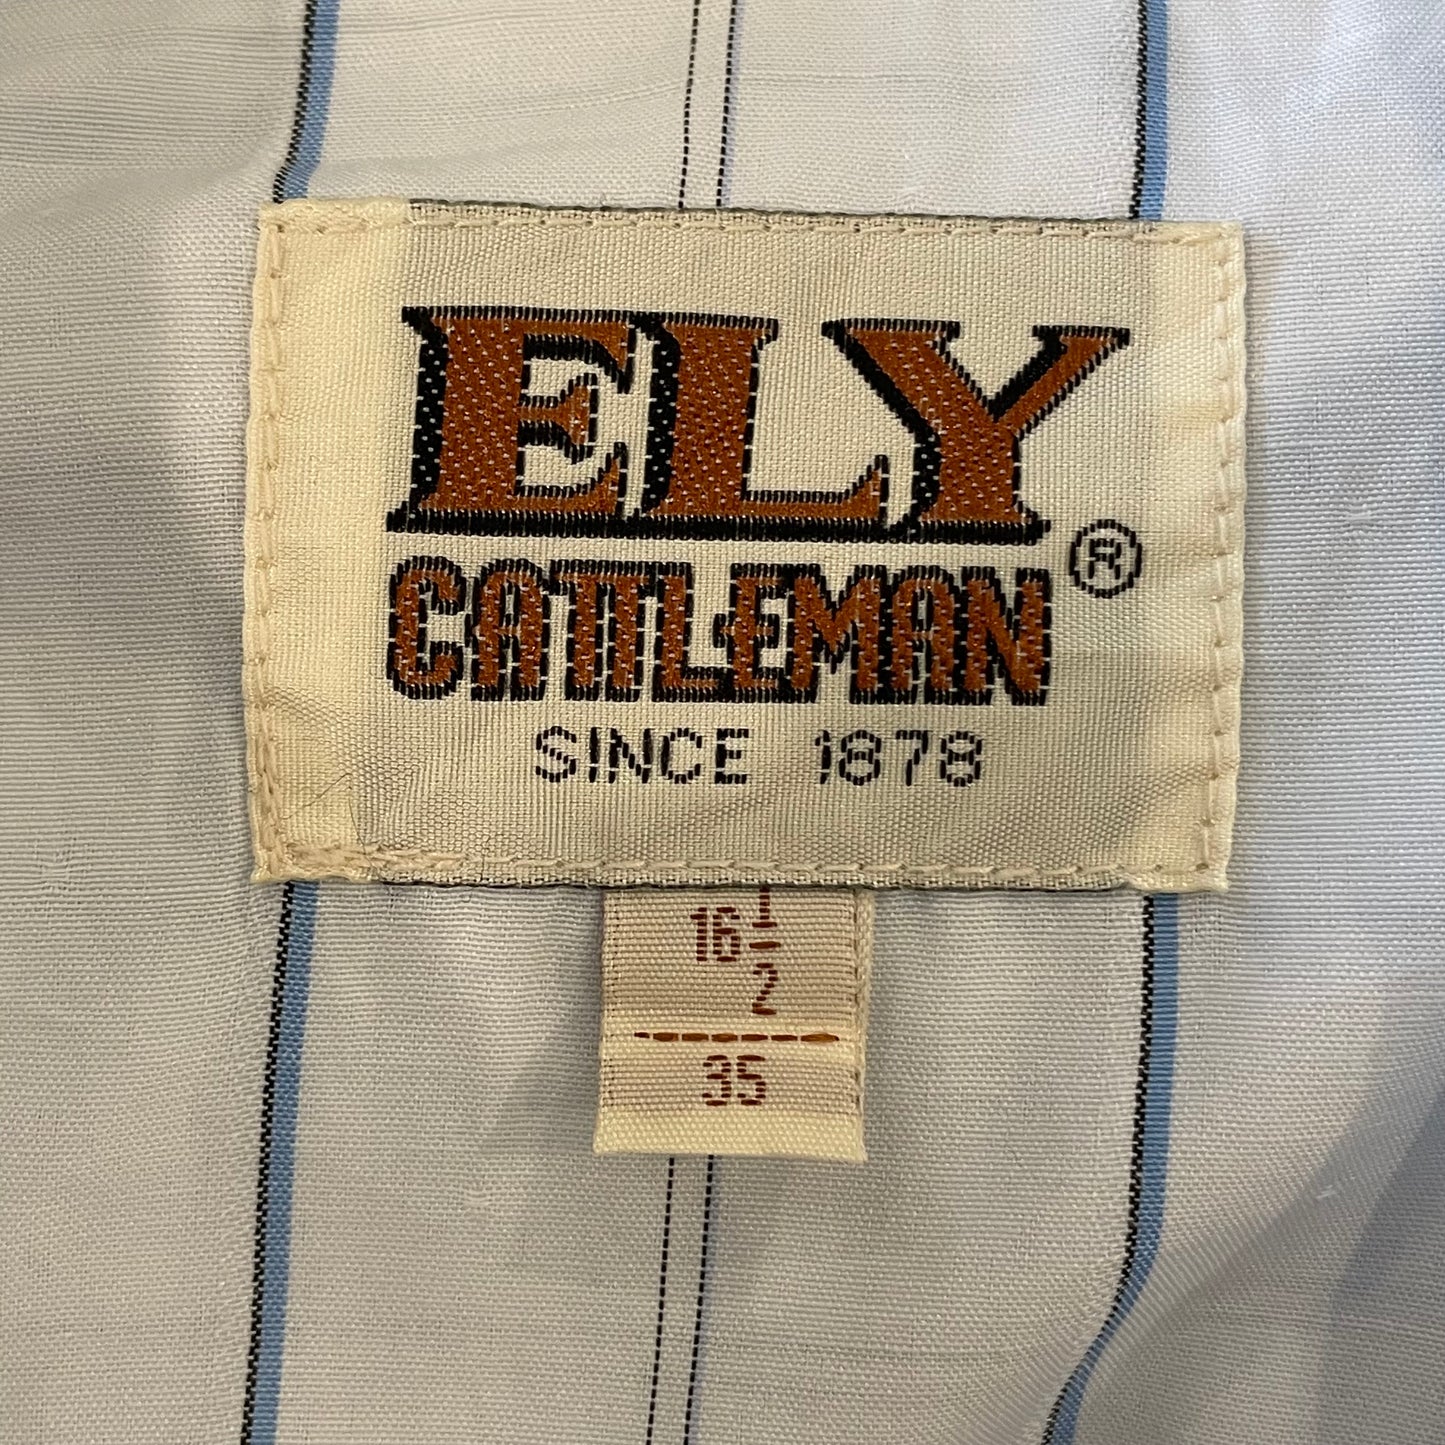 ELY
CATTLEMAN ®
SINCE 1878
16 1/2
35